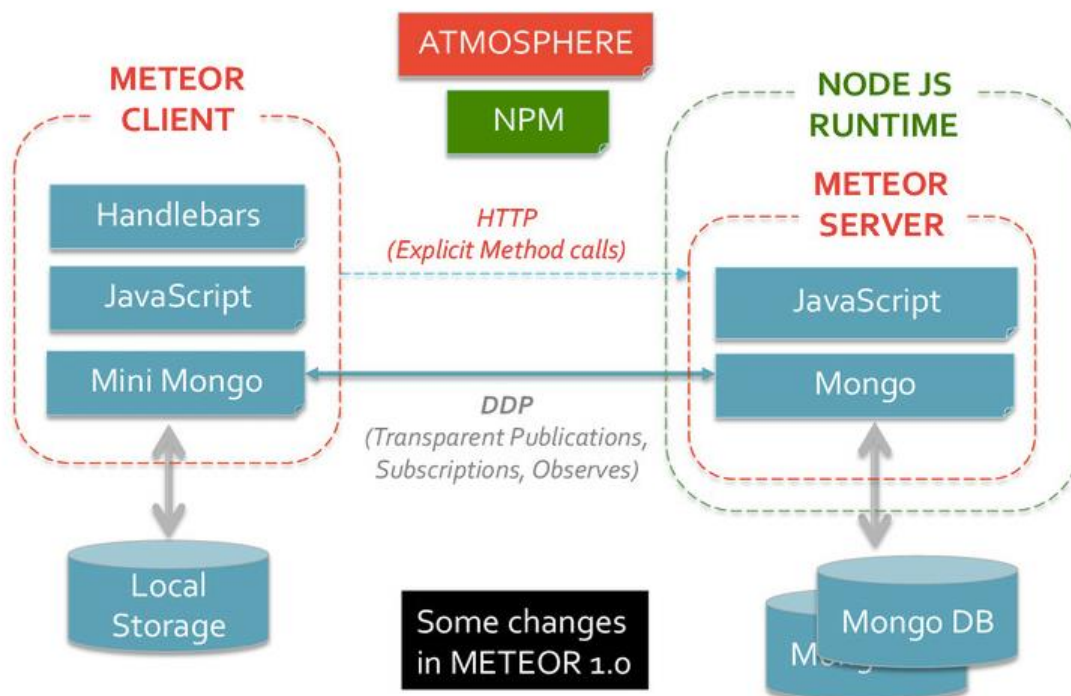 ATMOSPHERE
NPM
METEOR
CLIENT
Handlebars
JavaScript
Mini Mongo
Local
Storage
HTTP
(Explicit Method calls)
DDP
(Transparent Publications,
Subscriptions, Observes)
NODE JS
RUNTIME
METEOR
SERVER
JavaScript
Mongo
Mongo DB
Mong
Some changes
in METEOR 1.0